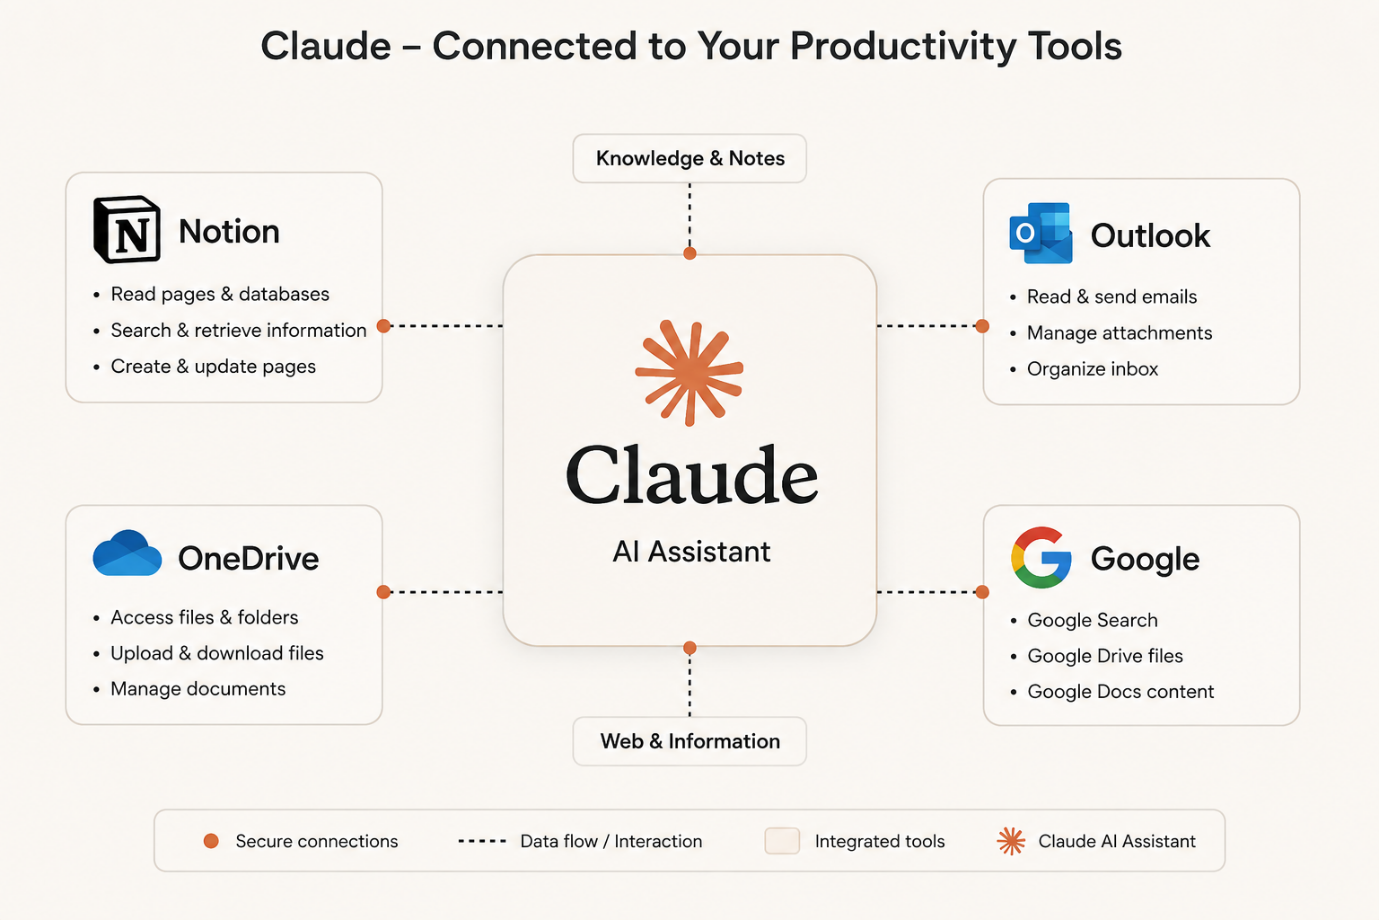 Claude – Connected to Your Productivity Tools
Knowledge & Notes
N
Notion
• Read pages & databases
• Search & retrieve information
• Create & update pages
O
Outlook
• Read & send emails
• Manage attachments
• Organize inbox
Claude
AI Assistant
OneDrive
• Access files & folders
• Upload & download files
• Manage documents
G
Google
• Google Search
• Google Drive files
• Google Docs content
Web & Information
Secure connections
Data flow / Interaction
Integrated tools
Claude AI Assistant